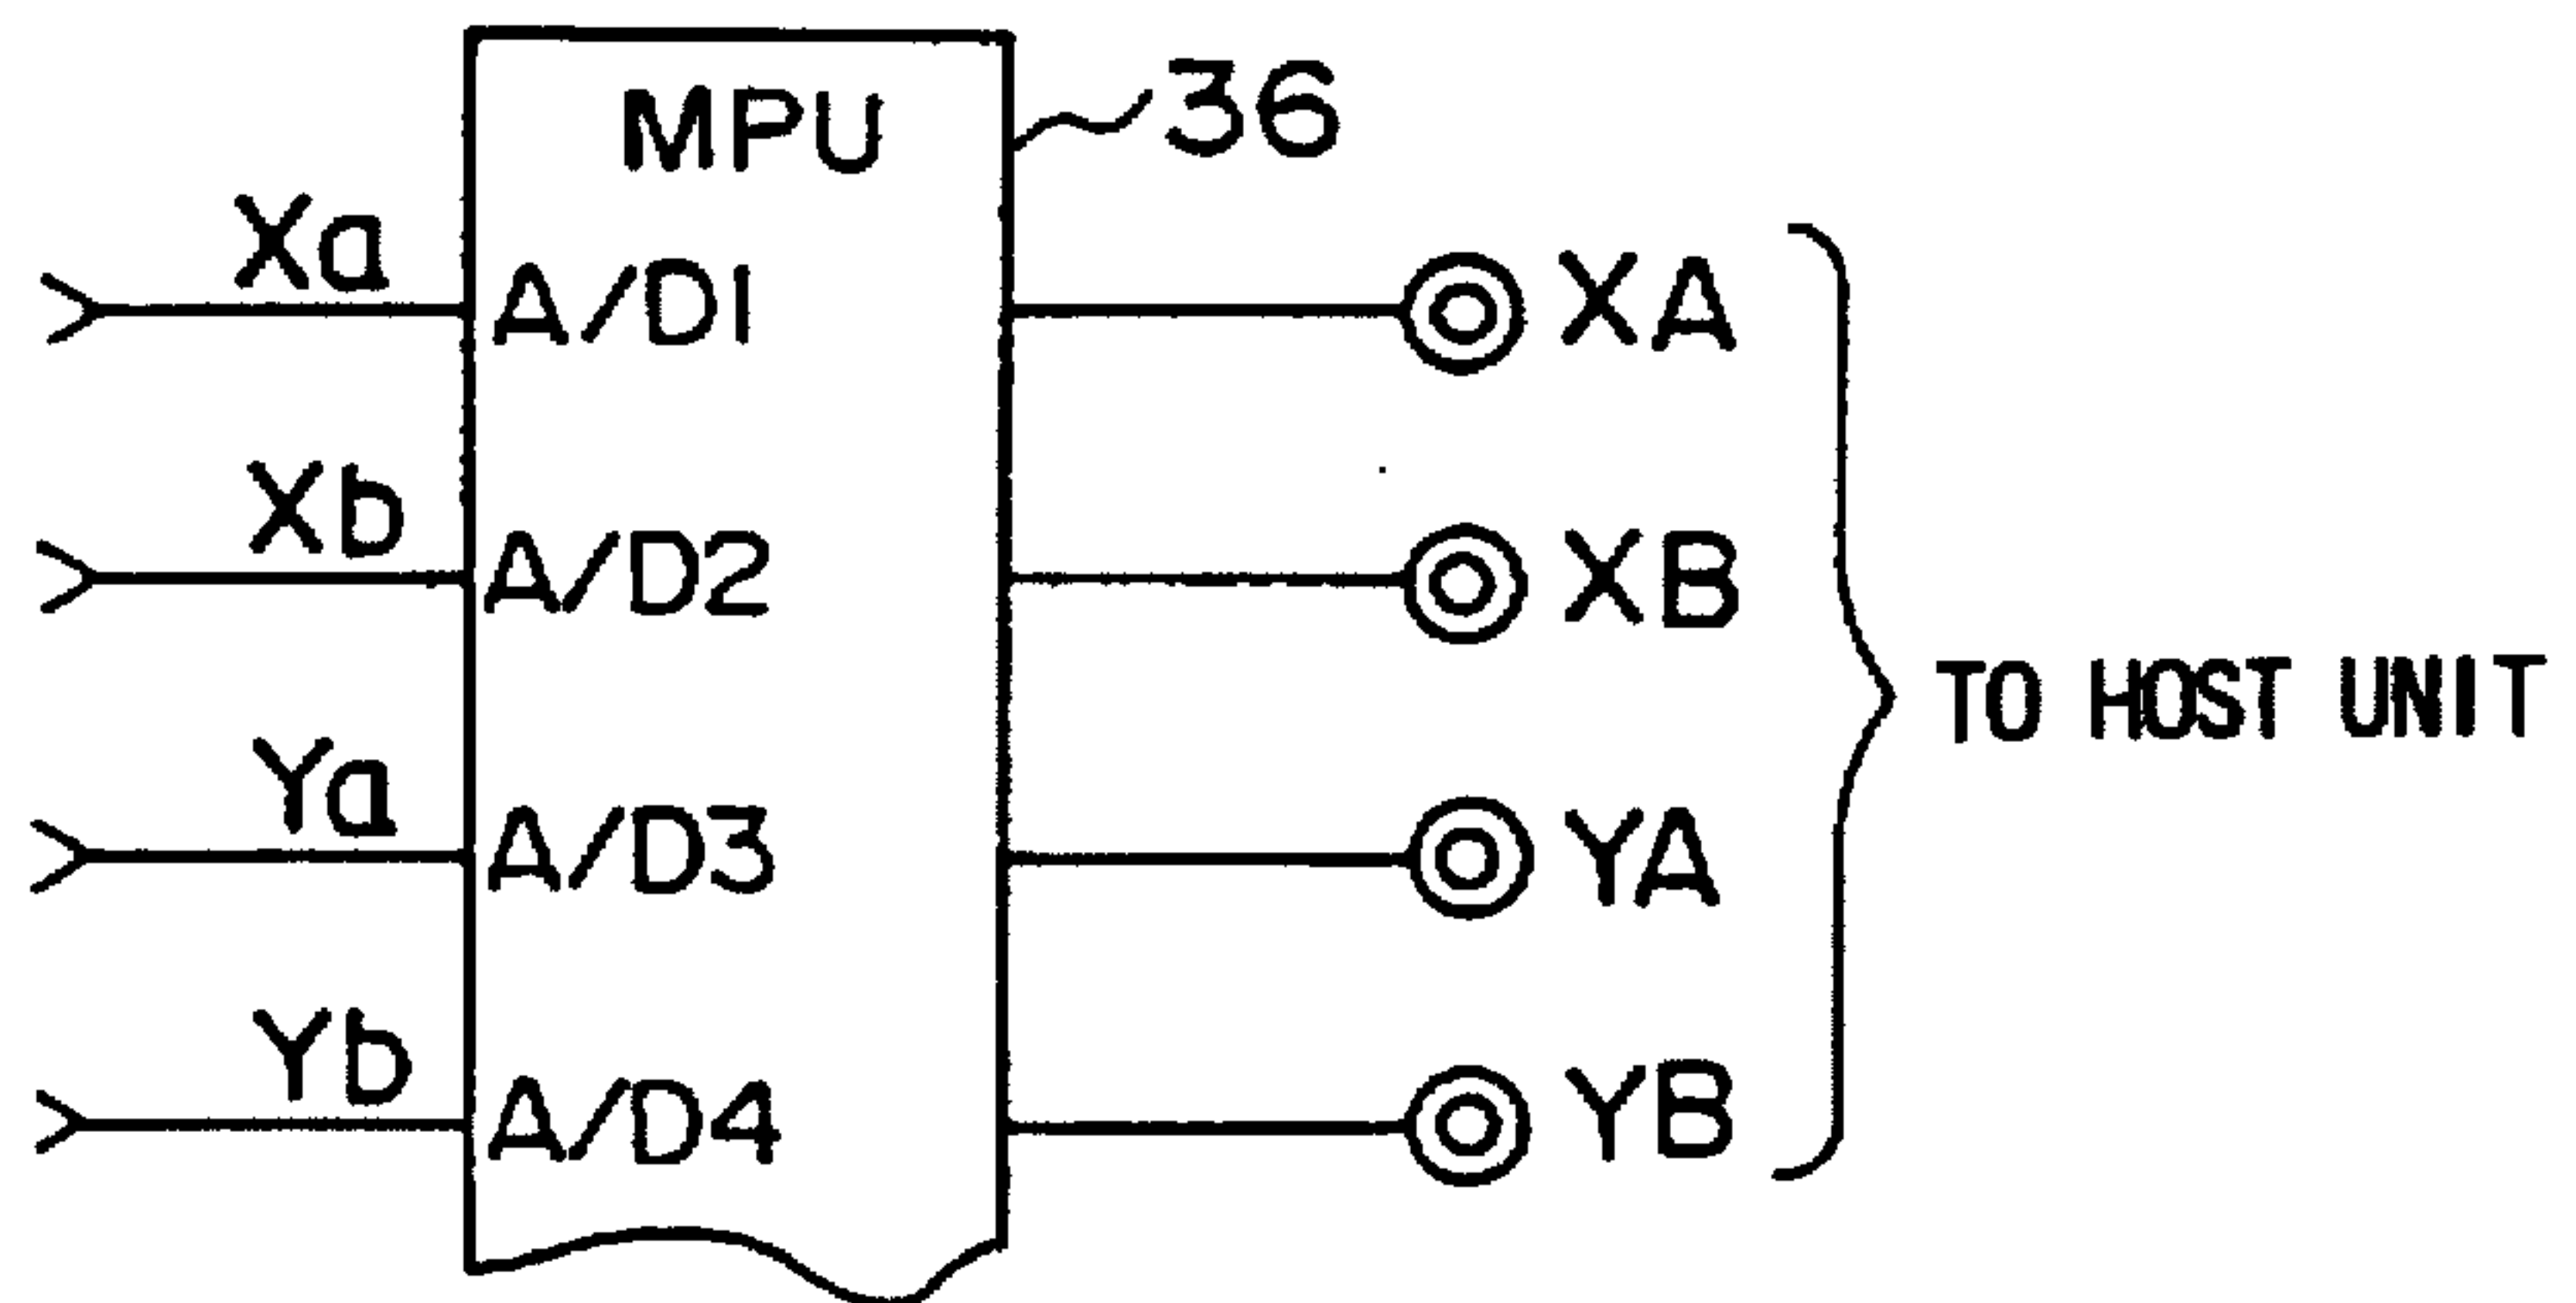 MPU
36
Xa
A/D1
XA
Xb
A/D2
XB
TO HOST UNIT
Ya
A/D3
YA
Yb
A/D4
YB